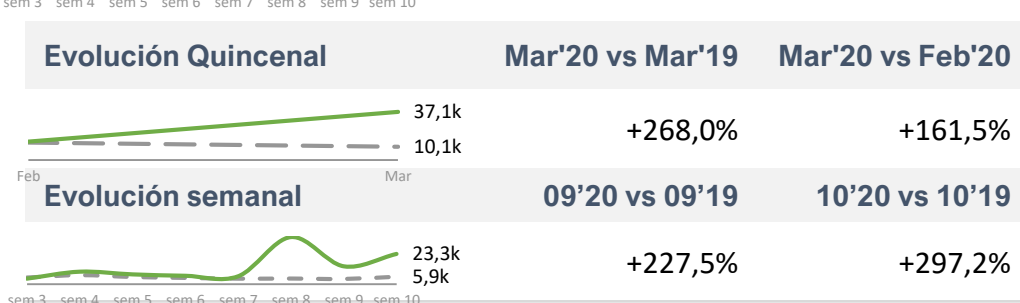 sem 3 sem 4 sem 5 sem 6 sem 7 sem 8 sem 9 sem 10
Evolución Quincenal Mar'20 vs Mar'19 Mar'20 vs Feb'20
37,1k
+268,0% +161,5%
10,1k
Feb Mar
Evolución semanal 09’20 vs 09’19 10’20 vs 10’19
23,3k
+227,5% +297,2%
5,9k
sem 3 sem 4 sem 5 sem 6 sem 7 sem 8 sem 9 sem 10